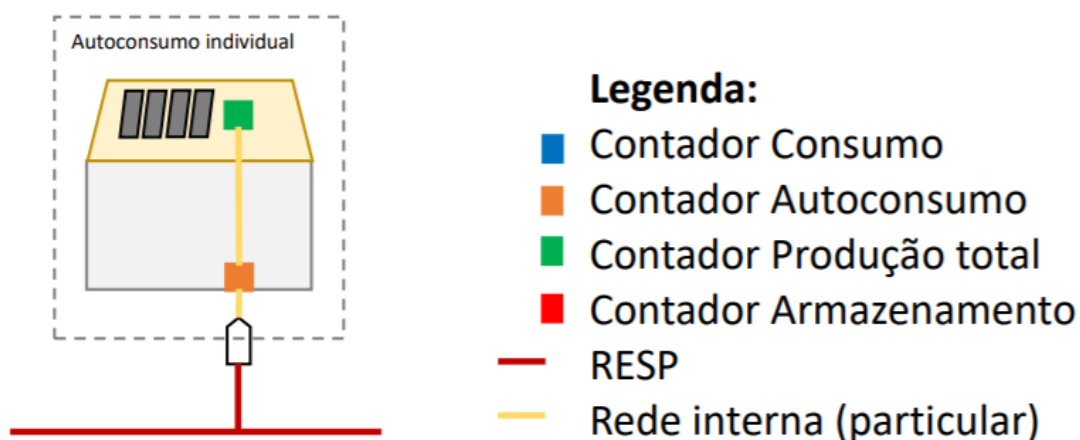 Autoconsumo individual
Legenda:
Contador Consumo
Contador Autoconsumo
Contador Produção total
Contador Armazenamento
RESP
Rede interna (particular)